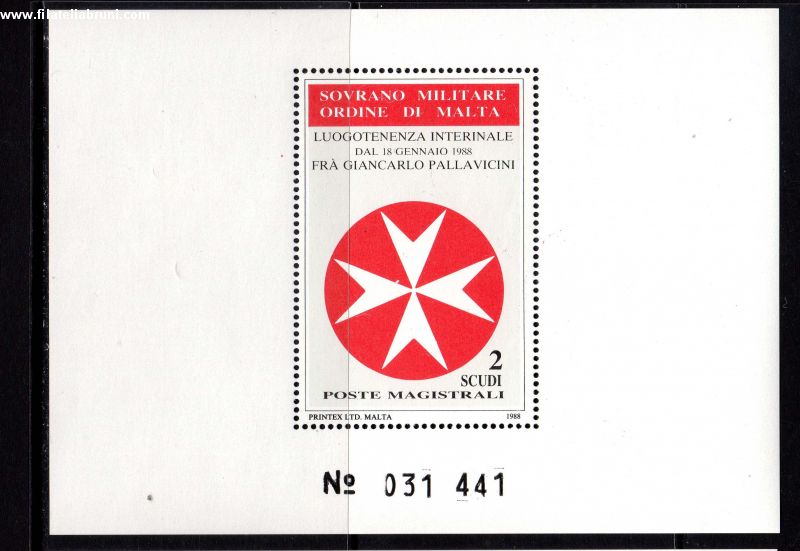 www.filateliabruni.com
SOVRANO MILITARE
ORDINE DI MALTA
LUOGOTENENZA INTERINALE
DAL 18 GENNAIO 1988
FRÀ GIANCARLO PALLAVICINI
2
SCUDI
POSTE MAGISTRALI
PRINTEX LTD. MALTA 1988
Nº 031 441